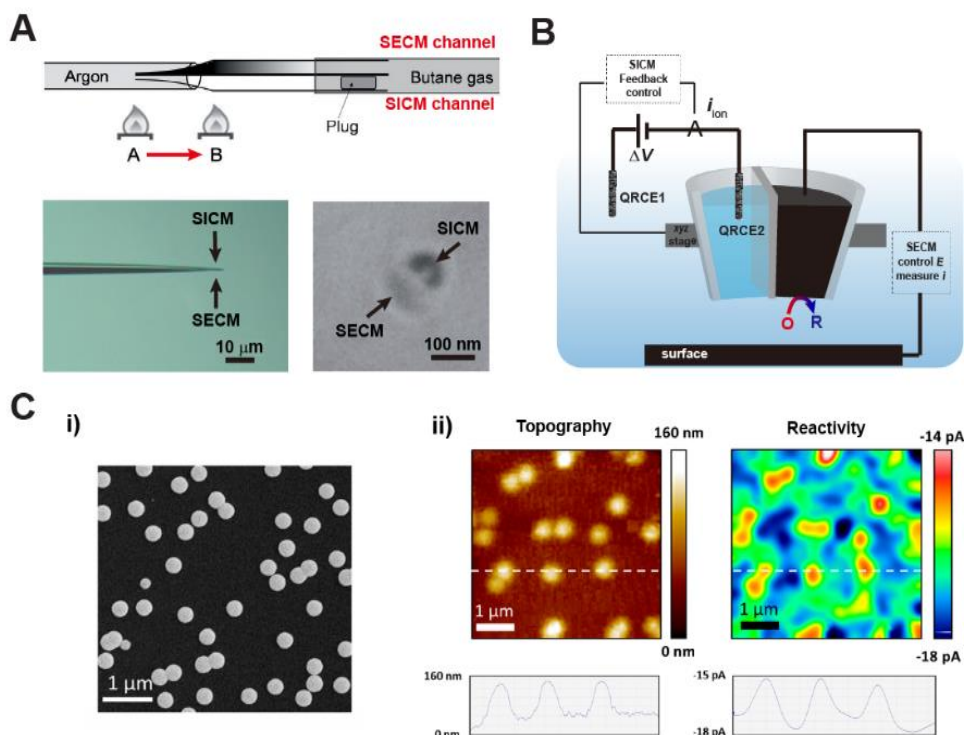 A
SECM channel
Argon
Butane gas
SICM channel
Plug
A
B
SICM
SECM
10 μm
SICM
SECM
100 nm
B
SICM
Feedback
control
i ion
ΔV
QRCE1
QRCE2
xyz
stage
SECM
control E
measure i
O
R
surface
C
i)
1 μm
ii)
Topography
160 nm
0 nm
1 μm
Reactivity
-14 pA
-18 pA
1 μm
160 nm
0 nm
-15 pA
-18 pA